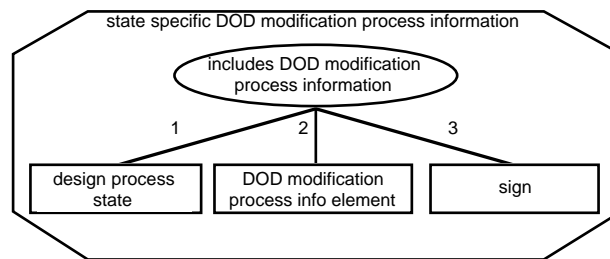 state specific DOD modification process information
includes DOD modification
process information
1
2
3
design process
state
DOD modification
process info element
sign